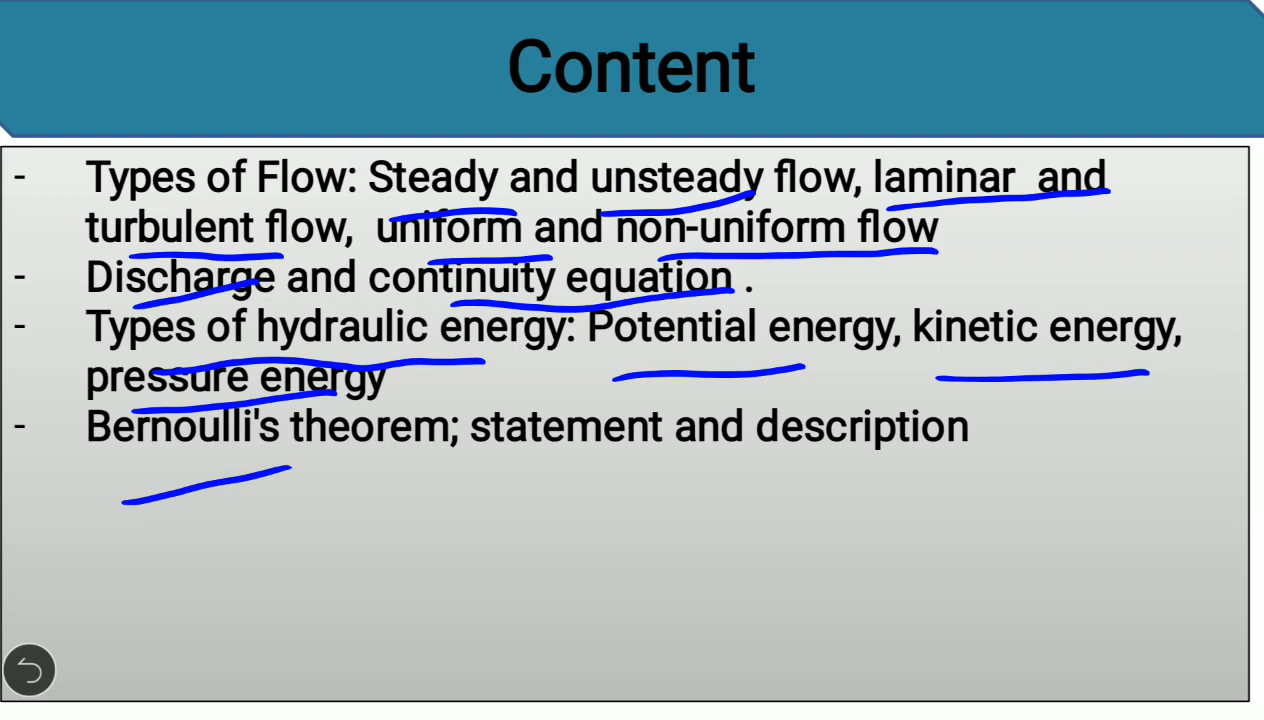 Content
- Types of Flow: Steady and unsteady flow, laminar and
turbulent flow, uniform and non-uniform flow
- Discharge and continuity equation .
- Types of hydraulic energy: Potential energy, kinetic energy,
pressure energy
- Bernoulli's theorem; statement and description